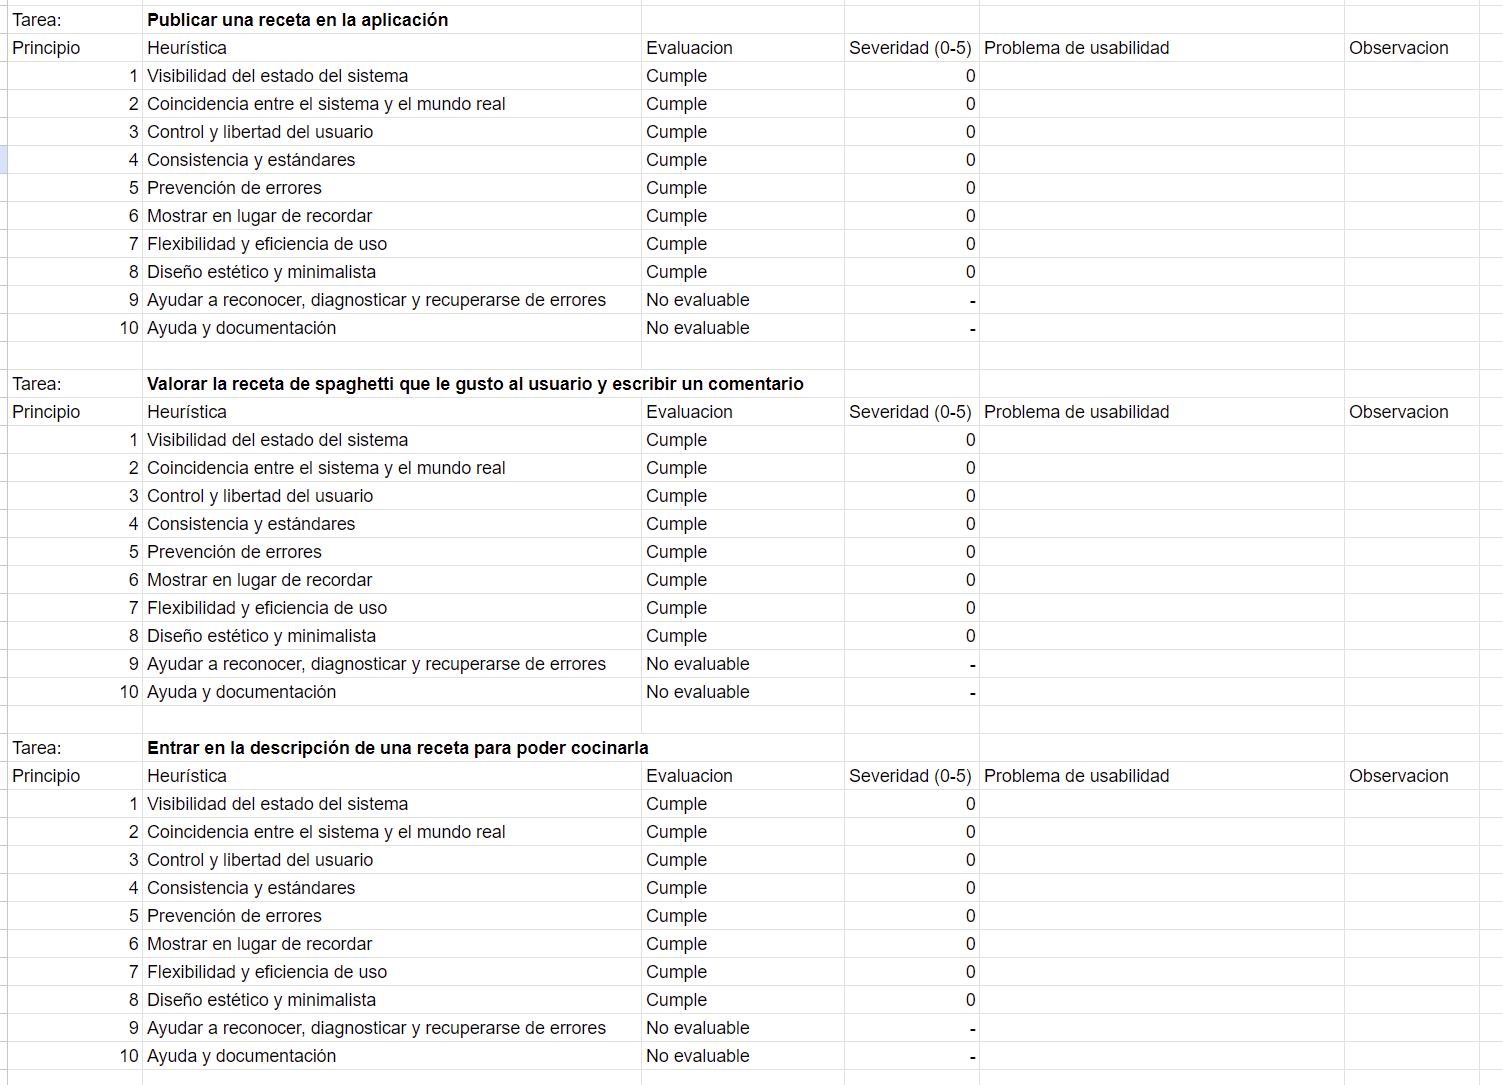 Tarea: Publicar una receta en la aplicación
Principio Heurística Evaluacion Severidad (0-5) Problema de usabilidad Observacion
1 Visibilidad del estado del sistema Cumple 0
2 Coincidencia entre el sistema y el mundo real Cumple 0
3 Control y libertad del usuario Cumple 0
4 Consistencia y estándares Cumple 0
5 Prevención de errores Cumple 0
6 Mostrar en lugar de recordar Cumple 0
7 Flexibilidad y eficiencia de uso Cumple 0
8 Diseño estético y minimalista Cumple 0
9 Ayudar a reconocer, diagnosticar y recuperarse de errores No evaluable -
10 Ayuda y documentación No evaluable -
Tarea: Valorar la receta de spaghetti que le gusto al usuario y escribir un comentario
Principio Heurística Evaluacion Severidad (0-5) Problema de usabilidad Observacion
1 Visibilidad del estado del sistema Cumple 0
2 Coincidencia entre el sistema y el mundo real Cumple 0
3 Control y libertad del usuario Cumple 0
4 Consistencia y estándares Cumple 0
5 Prevención de errores Cumple 0
6 Mostrar en lugar de recordar Cumple 0
7 Flexibilidad y eficiencia de uso Cumple 0
8 Diseño estético y minimalista Cumple 0
9 Ayudar a reconocer, diagnosticar y recuperarse de errores No evaluable -
10 Ayuda y documentación No evaluable -
Tarea: Entrar en la descripción de una receta para poder cocinarla
Principio Heurística Evaluacion Severidad (0-5) Problema de usabilidad Observacion
1 Visibilidad del estado del sistema Cumple 0
2 Coincidencia entre el sistema y el mundo real Cumple 0
3 Control y libertad del usuario Cumple 0
4 Consistencia y estándares Cumple 0
5 Prevención de errores Cumple 0
6 Mostrar en lugar de recordar Cumple 0
7 Flexibilidad y eficiencia de uso Cumple 0
8 Diseño estético y minimalista Cumple 0
9 Ayudar a reconocer, diagnosticar y recuperarse de errores No evaluable -
10 Ayuda y documentación No evaluable -